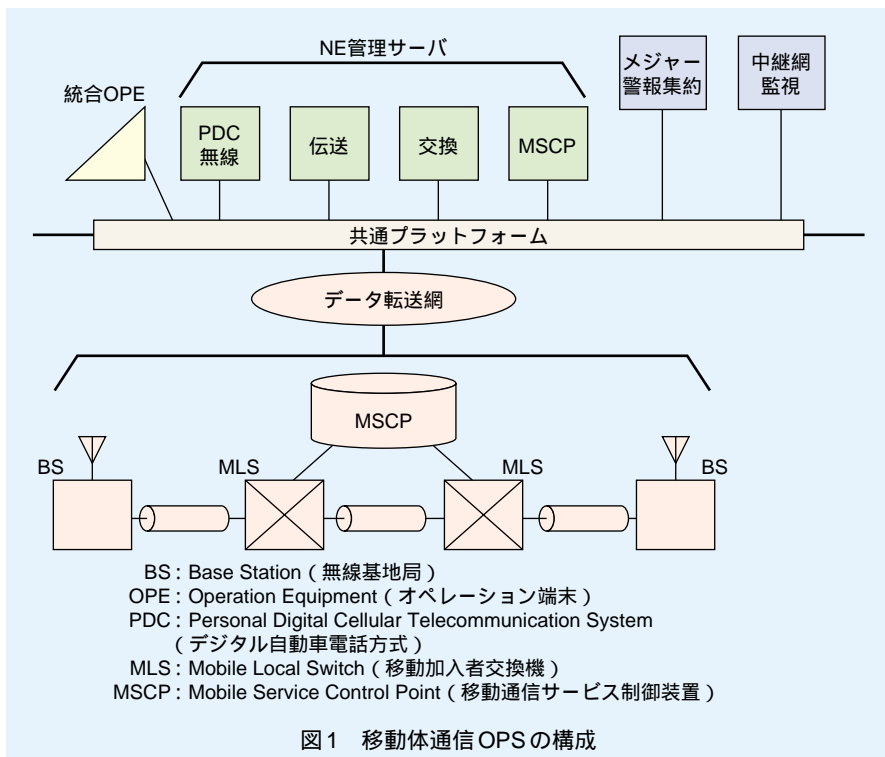 NE管理サーバ
統合OPE
PDC
無線
伝送
交換
MSCP
メジャー
警報集約
中継網
監視
共通プラットフォーム
データ転送網
MSCP
BS
MLS
MLS
BS
BS : Base Station（無線基地局）
OPE : Operation Equipment（オペレーション端末）
PDC : Personal Digital Cellular Telecommunication System
（デジタル自動車電話方式）
MLS : Mobile Local Switch（移動加入者交換機）
MSCP : Mobile Service Control Point（移動通信サービス制御装置）
図1 移動体通信OPSの構成